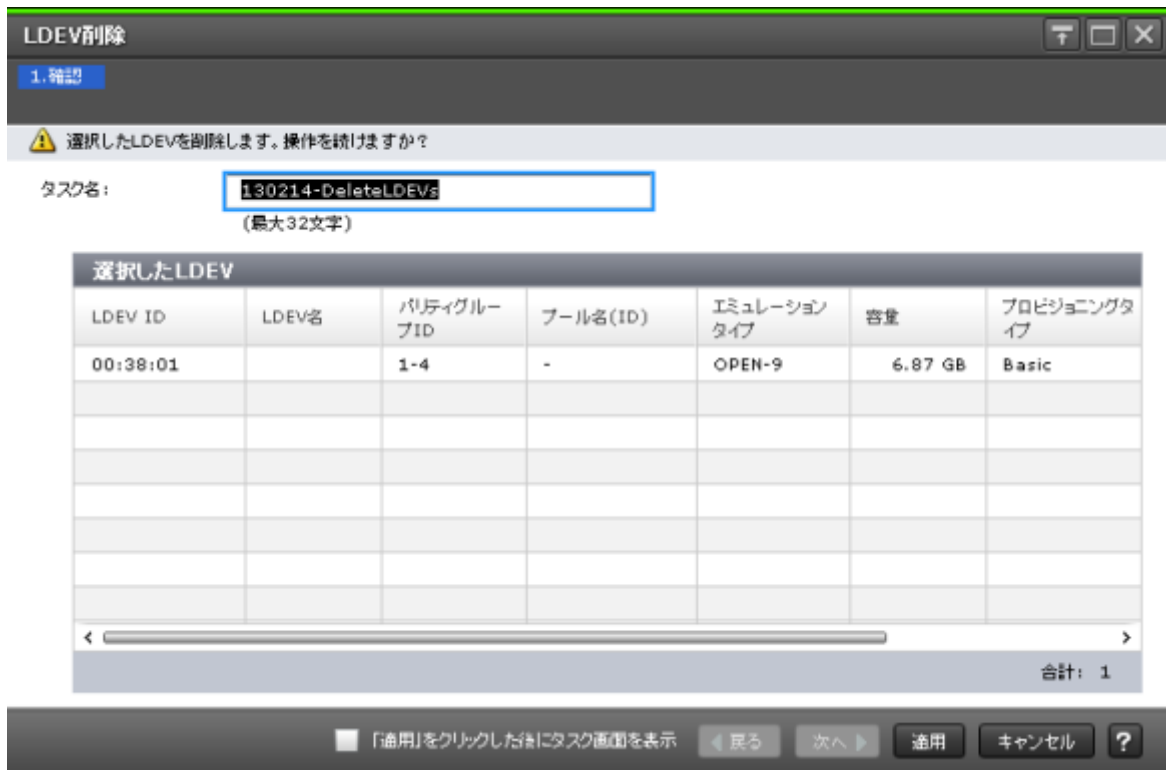 LDEV削除
1.確認
選択したLDEVを削除します。操作を続けますか?
タスク名:
130214-DeleteLDEVs
(最大32文字)
選択したLDEV
LDEV ID LDEV名 パリティグループID プール名(ID) エミュレーションタイプ 容量 プロビジョニングタイプ
00:38:01 1-4 - OPEN-9 6.87 GB Basic
合計: 1
「適用」をクリックした後にタスク画面を表示 戻る 次へ 適用 キャンセル ?